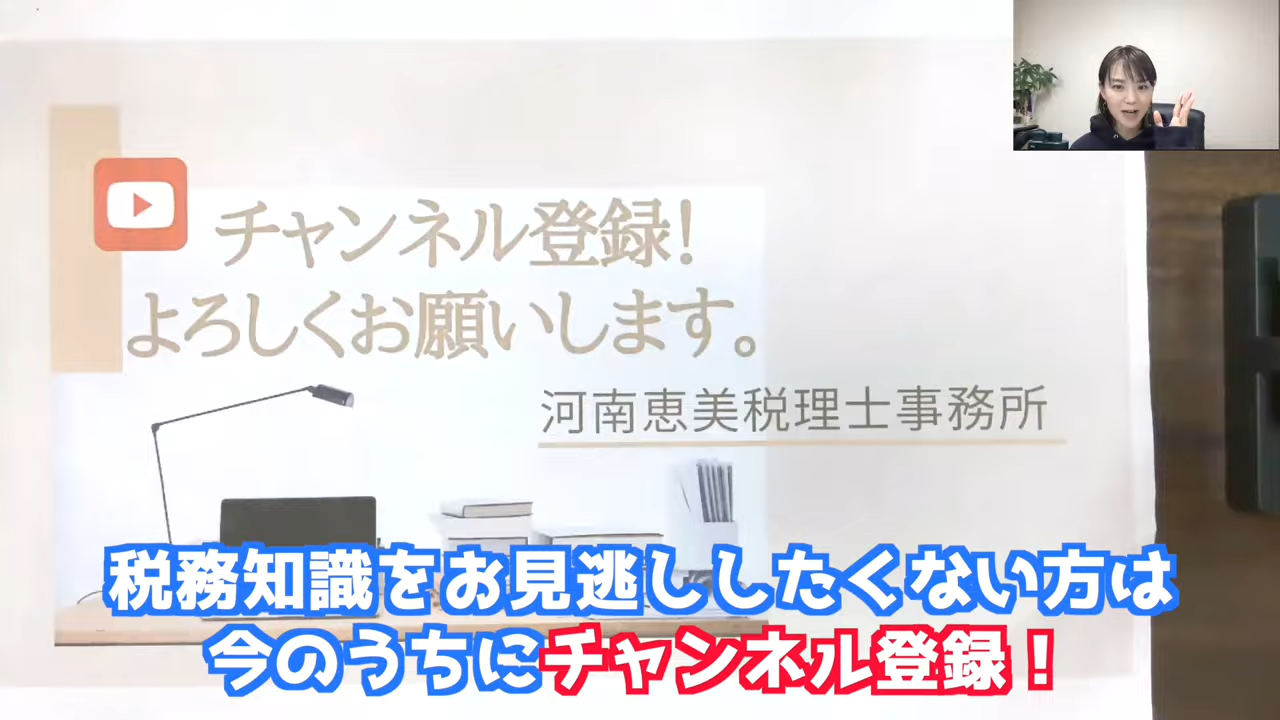 チャンネル登録!
よろしくお願いします。
河南恵美税理士事務所
税務知識をお見逃ししたくない方は
今のうちにチャンネル登録！